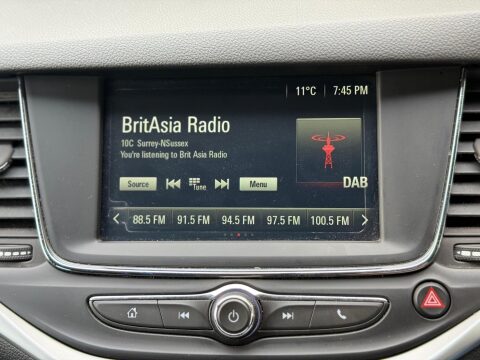 11°C 7:45 PM
BritAsia Radio
10C Surrey-NSussex
You're listening to Brit Asia Radio
Source Tune Menu DAB
88.5 FM 91.5 FM 94.5 FM 97.5 FM 100.5 FM